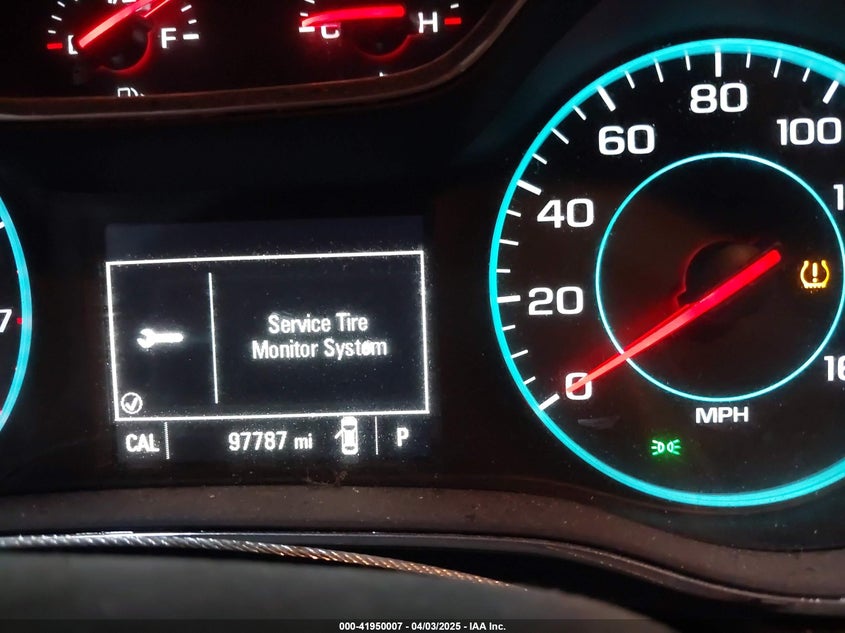 F
C
H
80
60
100
40
20
0
7
Service Tire
Monitor System
MPH
CAL 97787 mi P
000-41950007 - 04/03/2025 - IAA Inc.